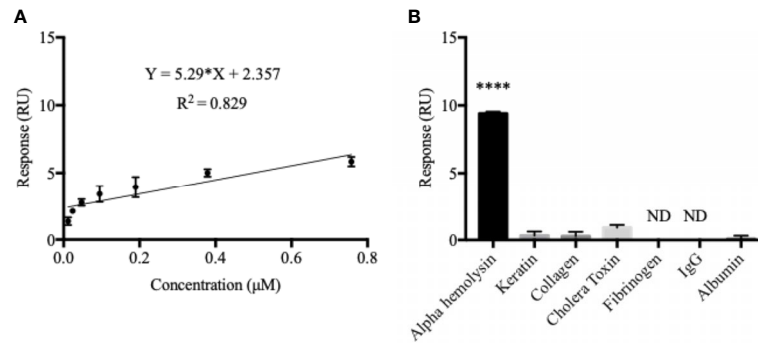 A
15
10
5
0
Response (RU)
Y = 5.29*X + 2.357
R² = 0.829
0.0 0.2 0.4 0.6 0.8
Concentration (μM)
B
15
10
5
0
Response (RU)
****
ND ND
Alpha hemolysin
Keratin
Collagen
Cholera Toxin
Fibrinogen
IgG
Albumin